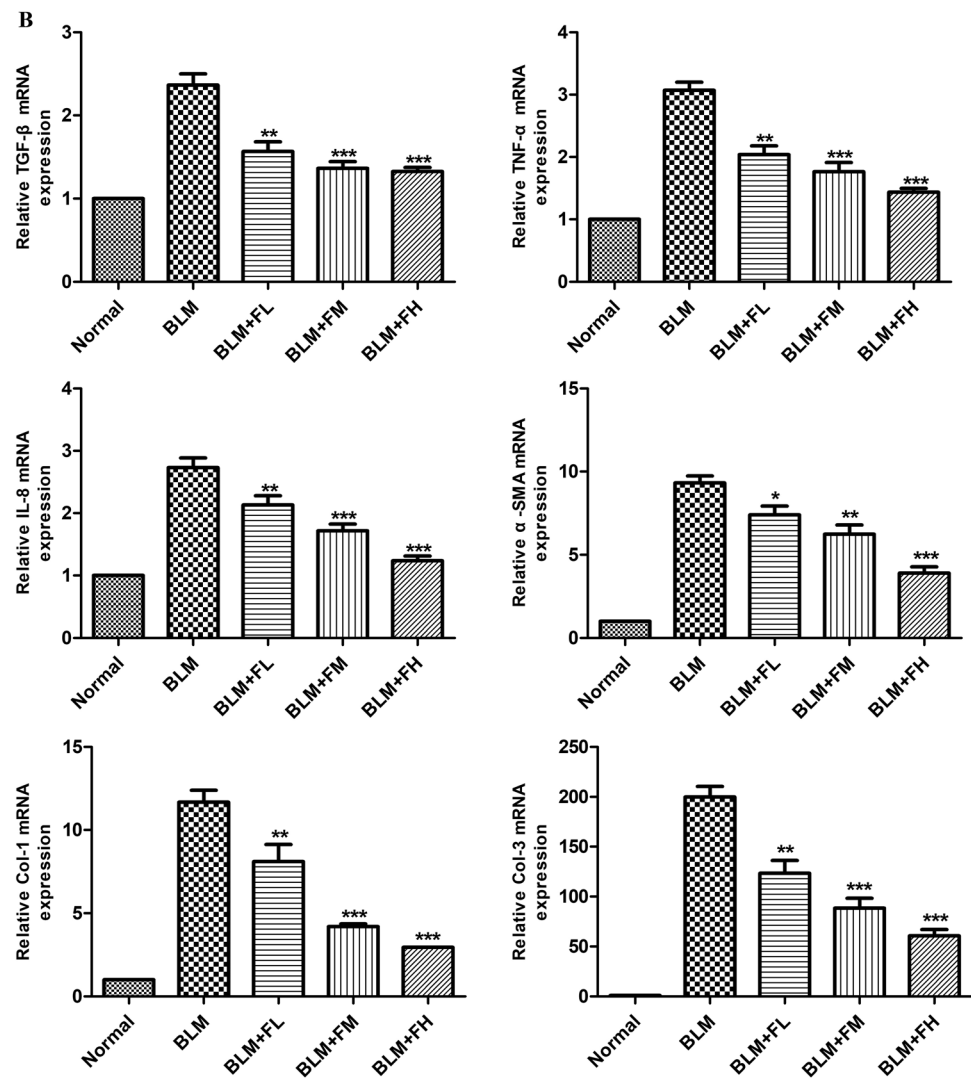 B
Relative TGF-β mRNA
expression
3
2
1
0
**
***
***
Normal
BLM
BLM+FL
BLM+FM
BLM+FH
Relative TNF-α mRNA
expression
4
3
2
1
0
**
***
***
Normal
BLM
BLM+FL
BLM+FM
BLM+FH
Relative IL-8 mRNA
expression
4
3
2
1
0
**
***
***
Normal
BLM
BLM+FL
BLM+FM
BLM+FH
Relative α -SMA mRNA
expression
15
10
5
0
*
**
***
Normal
BLM
BLM+FL
BLM+FM
BLM+FH
Relative Col-1 mRNA
expression
15
10
5
0
**
***
***
Normal
BLM
BLM+FL
BLM+FM
BLM+FH
Relative Col-3 mRNA
expression
250
200
150
100
50
0
**
***
***
Normal
BLM
BLM+FL
BLM+FM
BLM+FH